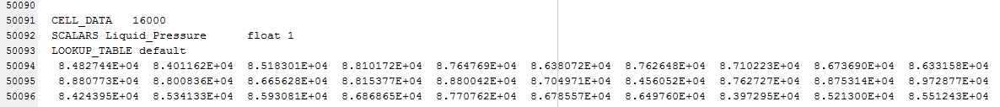 50090
50091 CELL_DATA 16000
50092 SCALARS Liquid_Pressure float 1
50093 LOOKUP_TABLE default
50094 8.482744E+04 8.401162E+04 8.518301E+04 8.810172E+04 8.764769E+04 8.638072E+04 8.762648E+04 8.710223E+04 8.673690E+04 8.633158E+04
50095 8.880773E+04 8.800836E+04 8.665628E+04 8.815377E+04 8.880042E+04 8.704971E+04 8.456052E+04 8.762727E+04 8.875314E+04 8.972877E+04
50096 8.424395E+04 8.534133E+04 8.593081E+04 8.686865E+04 8.770762E+04 8.678557E+04 8.649760E+04 8.397295E+04 8.521300E+04 8.551243E+04